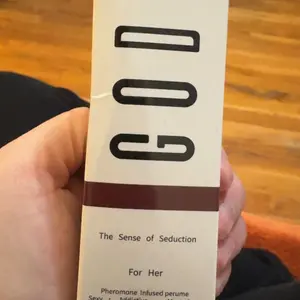 GOD
The Sense of Seduction
For Her
Pheromone Infused perume